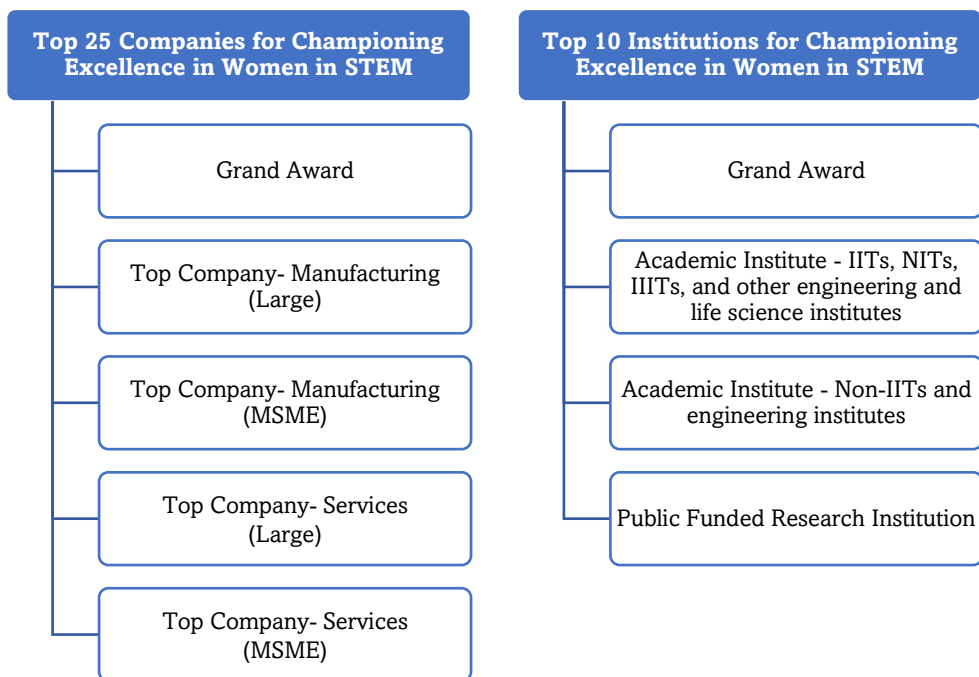 Top 25 Companies for Championing
Excellence in Women in STEM
Grand Award
Top Company- Manufacturing
(Large)
Top Company- Manufacturing
(MSME)
Top Company- Services
(Large)
Top Company- Services
(MSME)
Top 10 Institutions for Championing
Excellence in Women in STEM
Grand Award
Academic Institute - IITs, NITs,
IIITs, and other engineering and
life science institutes
Academic Institute - Non-IITs and
engineering institutes
Public Funded Research Institution